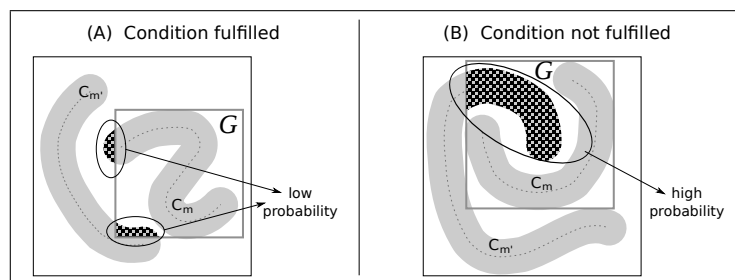 (A) Condition fulfilled
C_m'
G
C_m
low
probability
(B) Condition not fulfilled
G
C_m
C_m'
high
probability